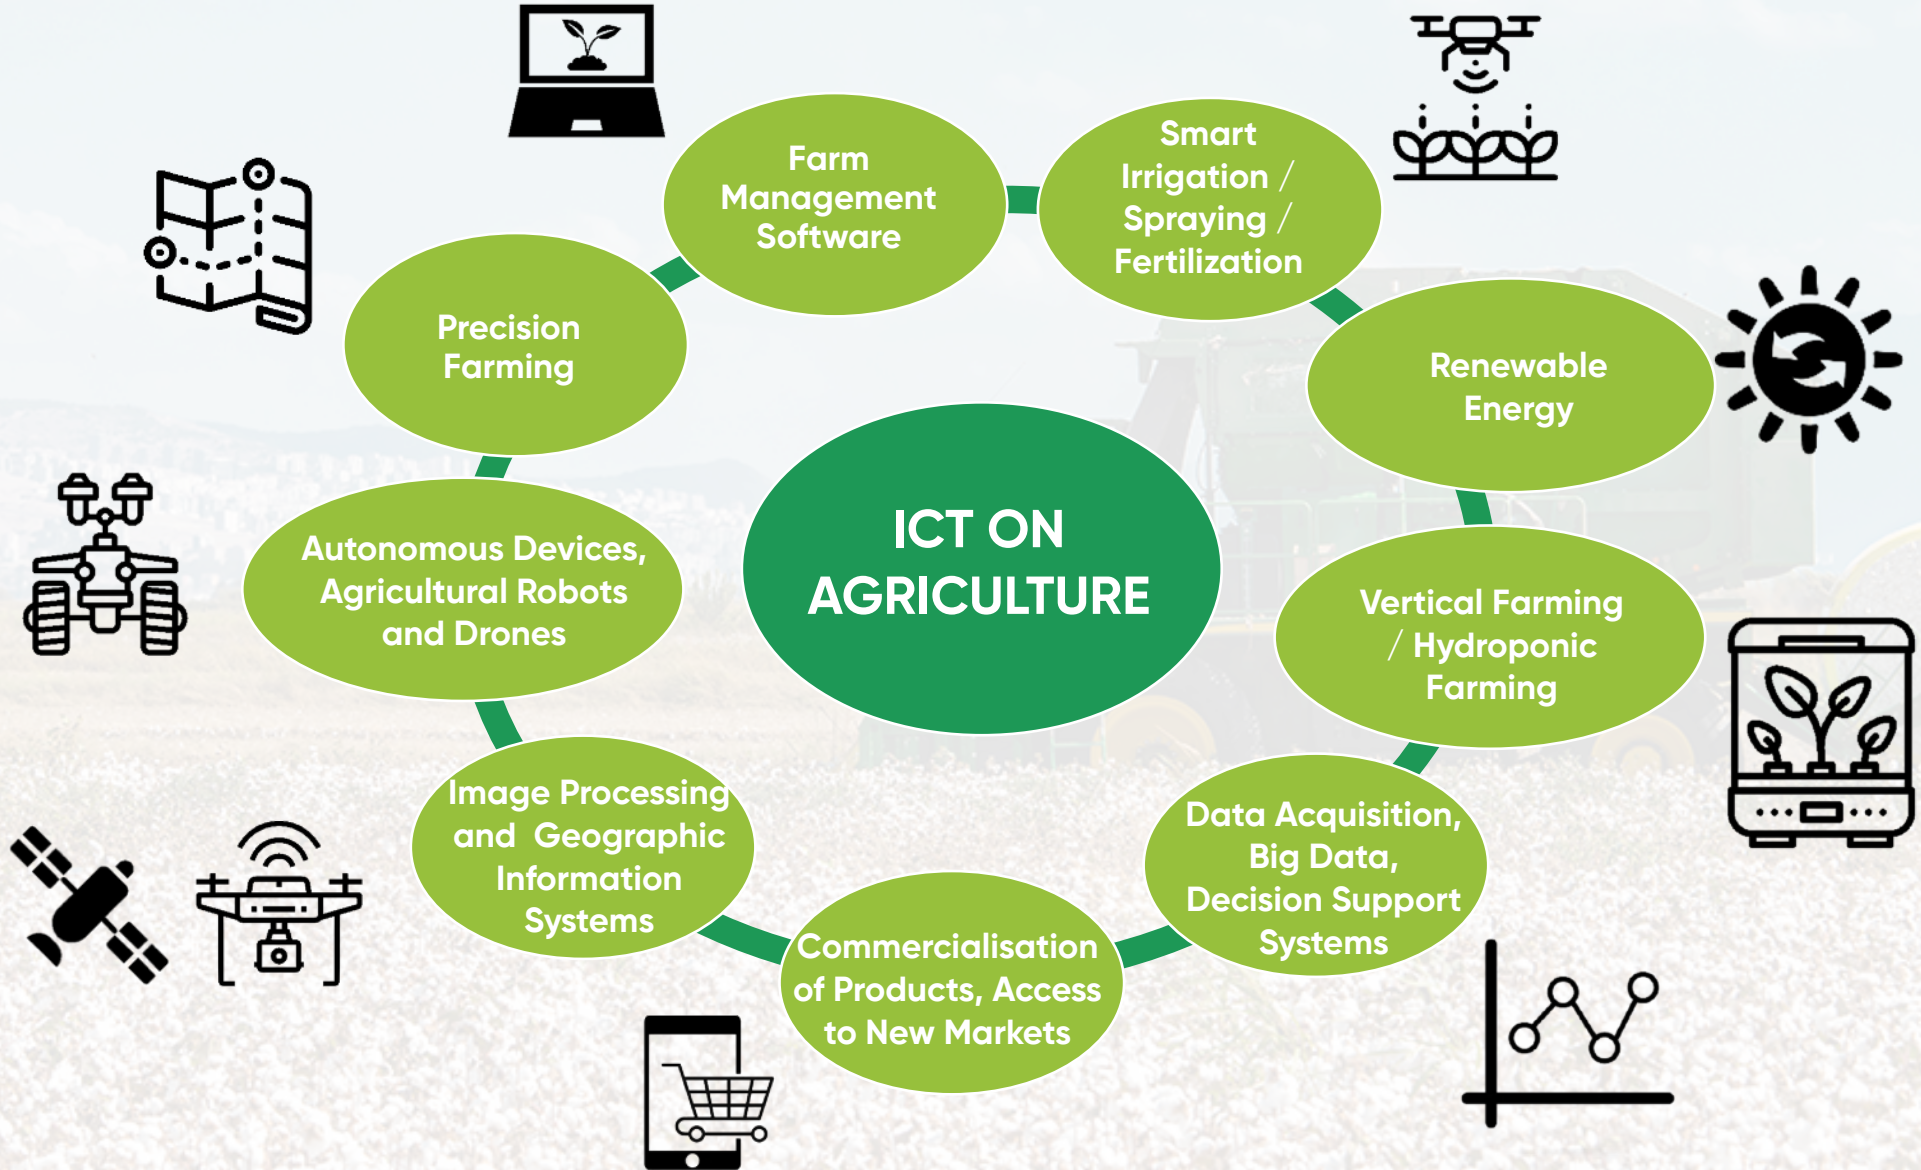 Farm
Management
Software
Smart
Irrigation /
Spraying /
Fertilization
Precision
Farming
Renewable
Energy
ICT ON
AGRICULTURE
Autonomous Devices,
Agricultural Robots
and Drones
Vertical Farming
/ Hydroponic
Farming
Image Processing
and Geographic
Information
Systems
Data Acquisition,
Big Data,
Decision Support
Systems
Commercialisation
of Products, Access
to New Markets